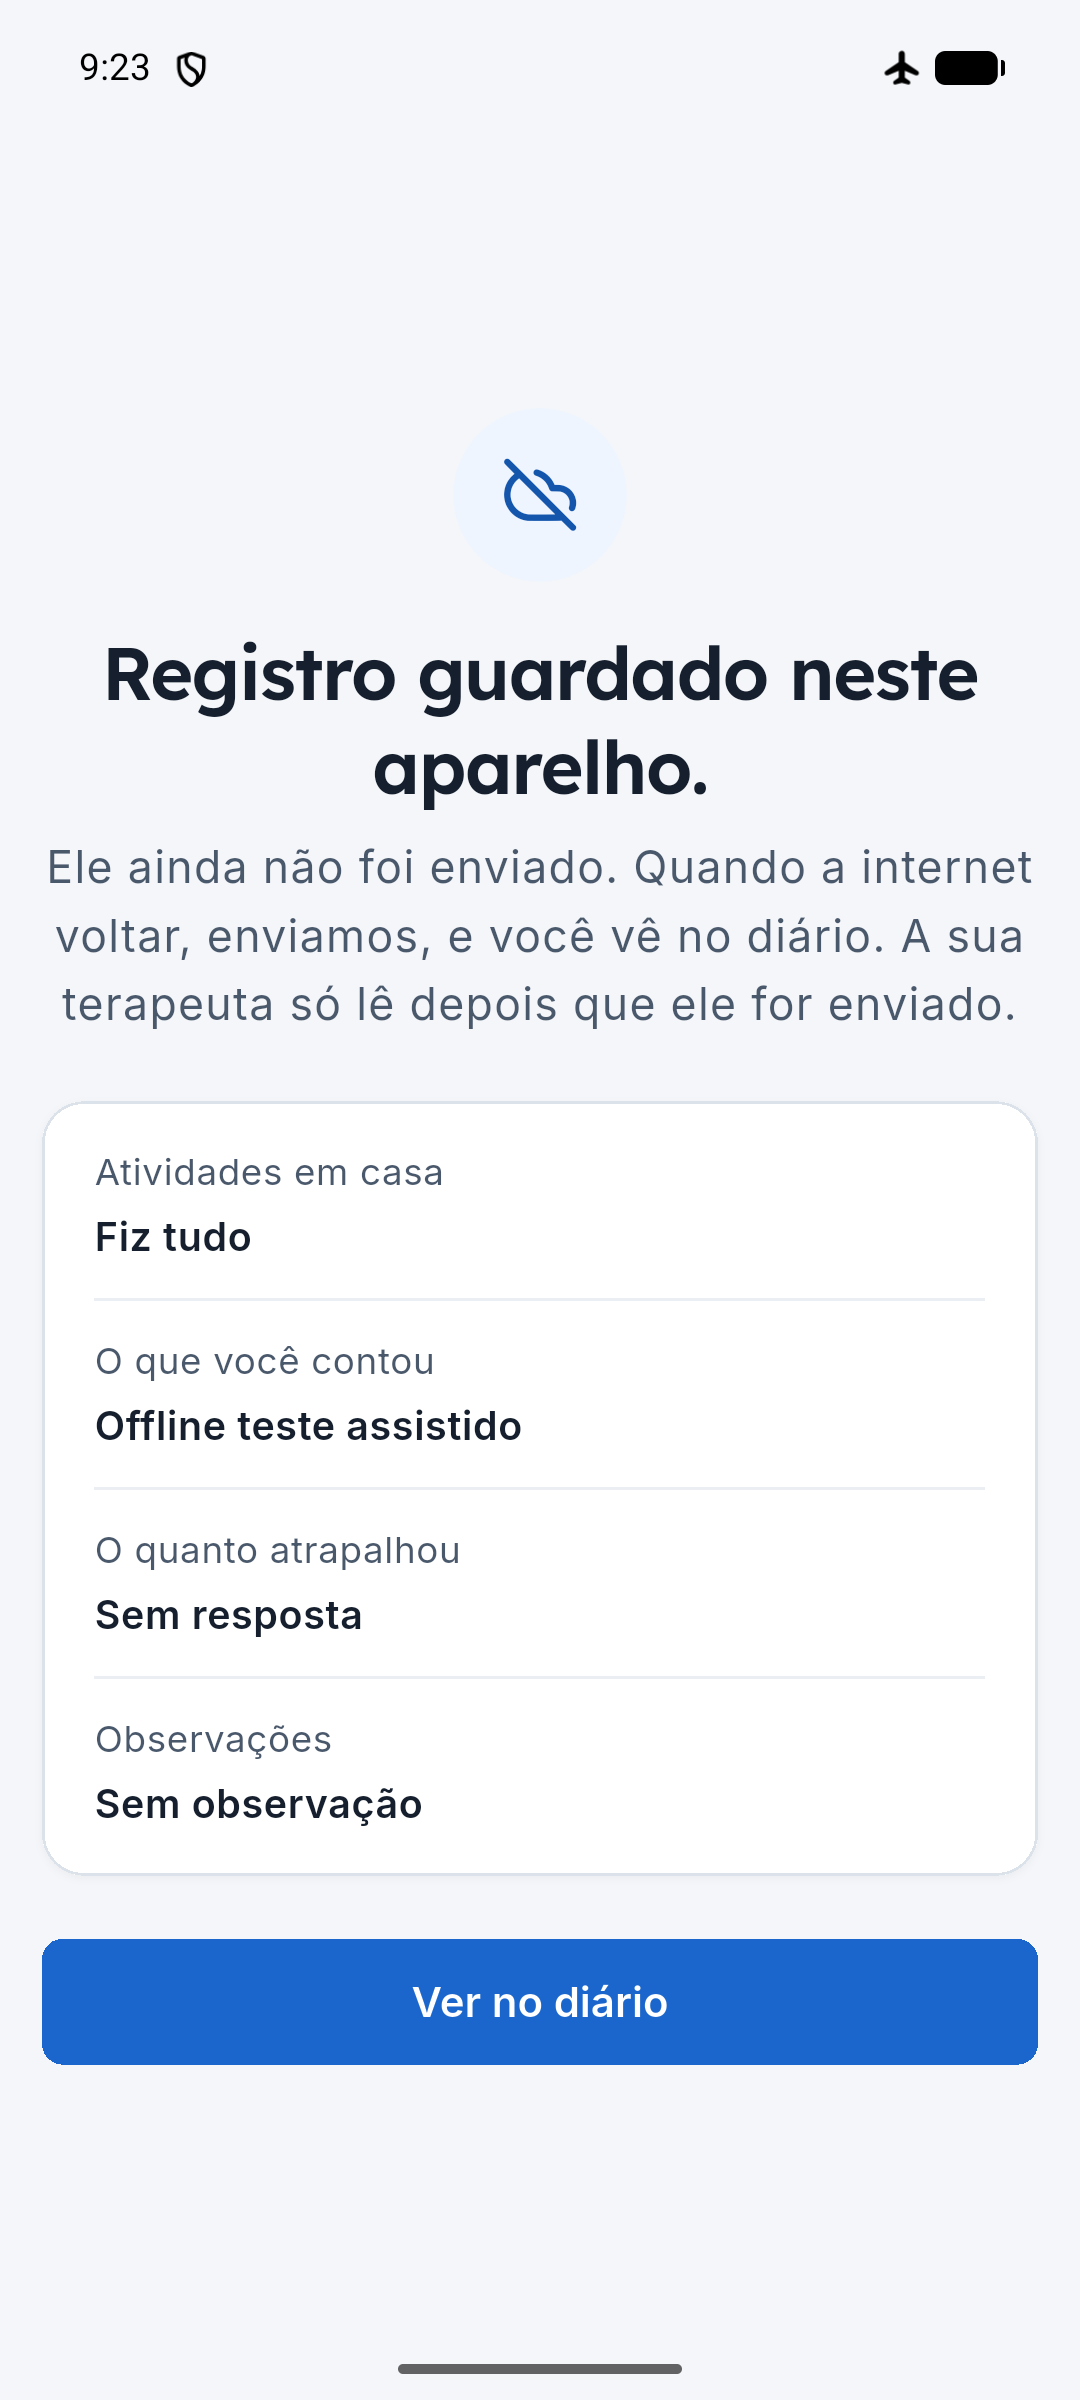 9:23
Registro guardado neste
aparelho.
Ele ainda não foi enviado. Quando a internet
voltar, enviamos, e você vê no diário. A sua
terapeuta só lê depois que ele for enviado.
Atividades em casa
Fiz tudo
O que você contou
Offline teste assistido
O quanto atrapalhou
Sem resposta
Observações
Sem observação
Ver no diário